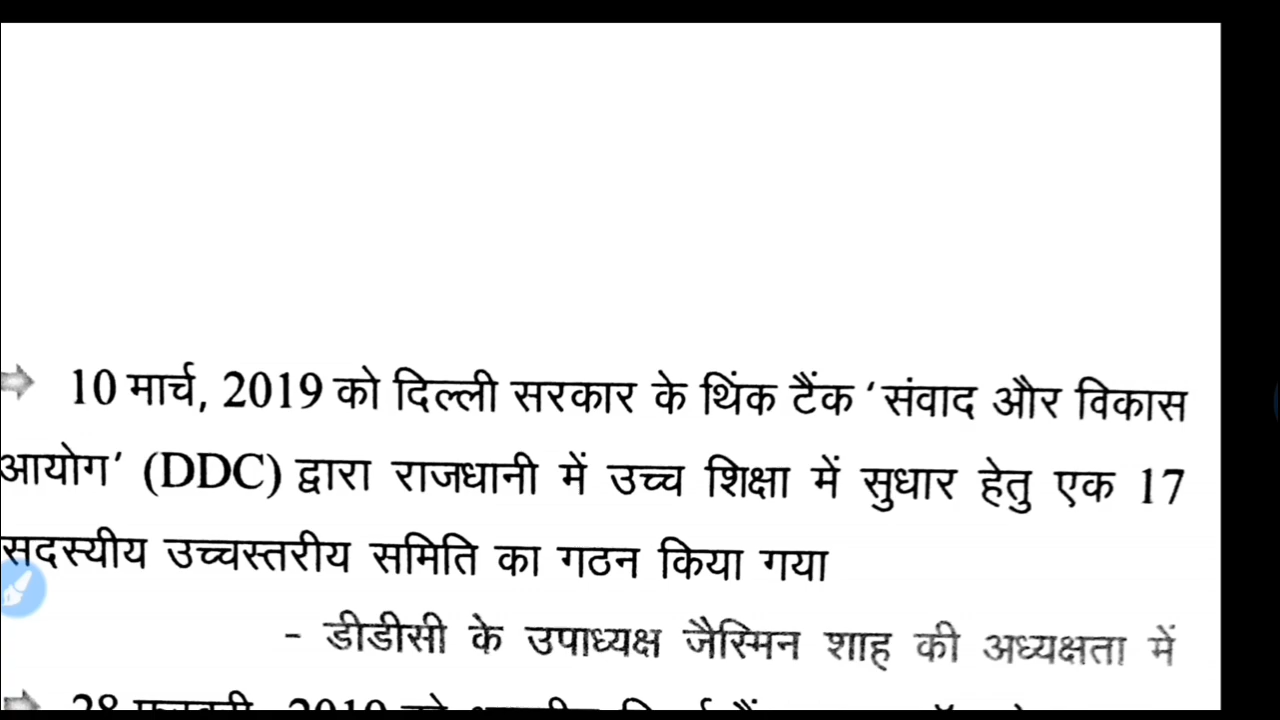 10 मार्च, 2019 को दिल्ली सरकार के थिंक टैंक ‘संवाद और विकास
आयोग’ (DDC) द्वारा राजधानी में उच्च शिक्षा में सुधार हेतु एक 17
सदस्यीय उच्चस्तरीय समिति का गठन किया गया
- डीडीसी के उपाध्यक्ष जैस्मिन शाह की अध्यक्षता में